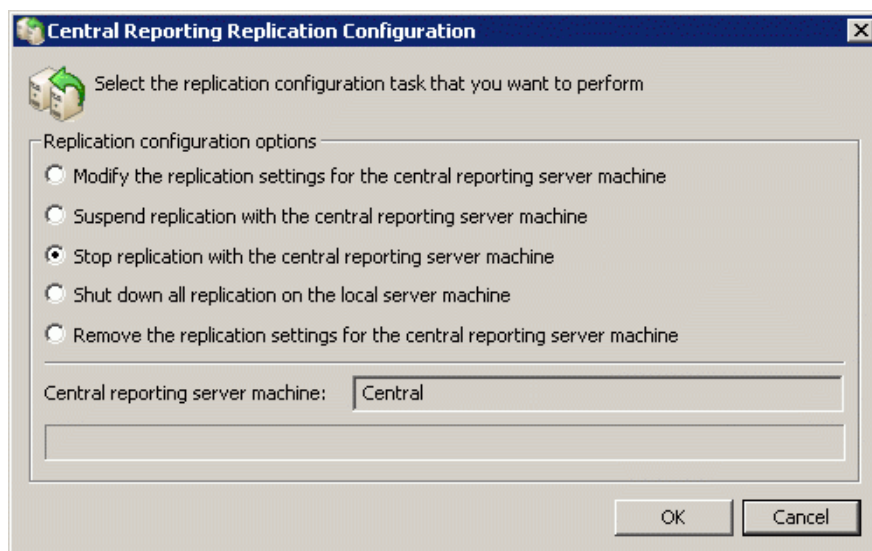 Central Reporting Replication Configuration
Select the replication configuration task that you want to perform
Replication configuration options
Modify the replication settings for the central reporting server machine
Suspend replication with the central reporting server machine
Stop replication with the central reporting server machine
Shut down all replication on the local server machine
Remove the replication settings for the central reporting server machine
Central reporting server machine: Central
OK Cancel